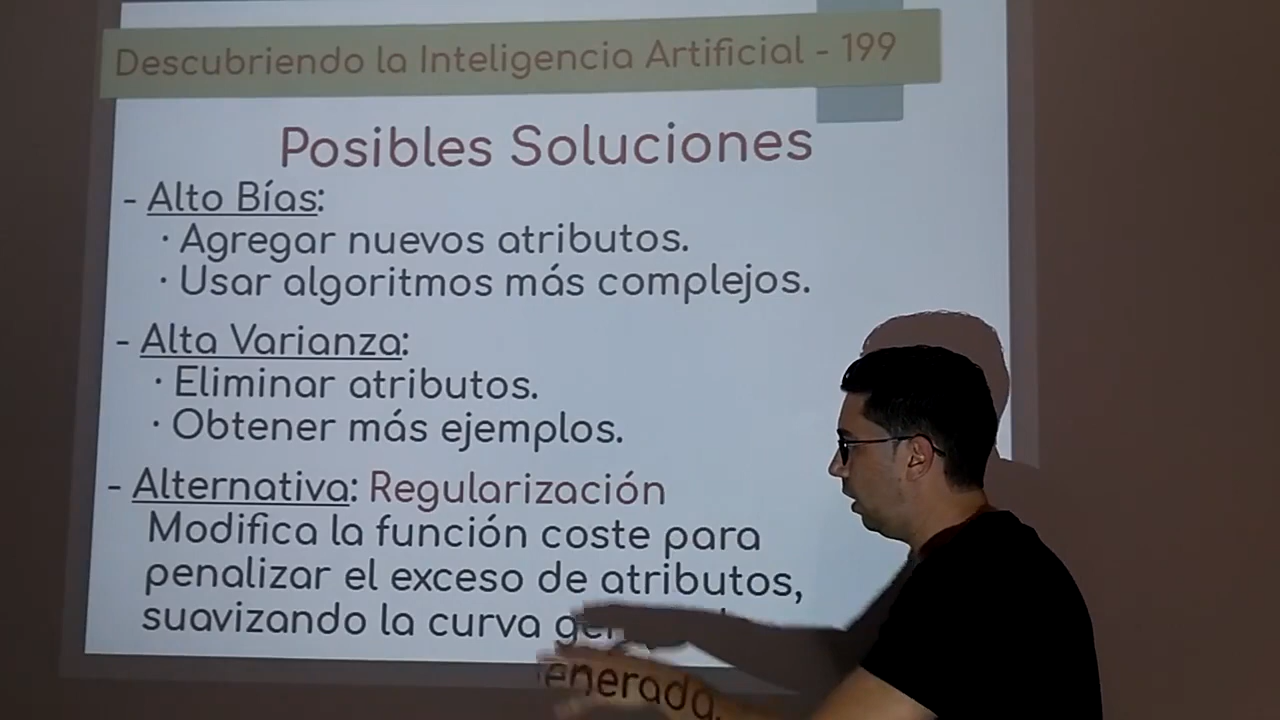 Descubriendo la Inteligencia Artificial - 199
Posibles Soluciones
- Alto Bías:
· Agregar nuevos atributos.
· Usar algoritmos más complejos.
- Alta Varianza:
· Eliminar atributos.
· Obtener más ejemplos.
- Alternativa: Regularización
Modifica la función coste para
penalizar el exceso de atributos,
suavizando la curva generada.